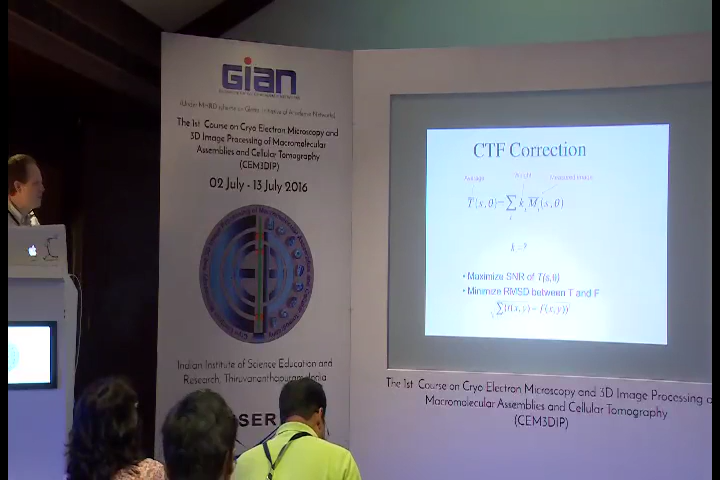 GIAN
The 1st Course on Cryo Electron Microscopy and
3D Image Processing of Macromolecular
Assemblies and Cellular Tomography
(CEM3DIP)
02 July - 13 July 2016
Indian Institute of Science Education and
Research, Thiruvananthapuram, India
CTF Correction
Average
T(s,θ)=∑ k M (s,θ)
k =?
• Maximize SNR of T(s,θ)
• Minimize RMSD between T and F
The 1st Course on Cryo Electron Microscopy and 3D Image Processing o
Macromolecular Assemblies and Cellular Tomography
(CEM3DIP)